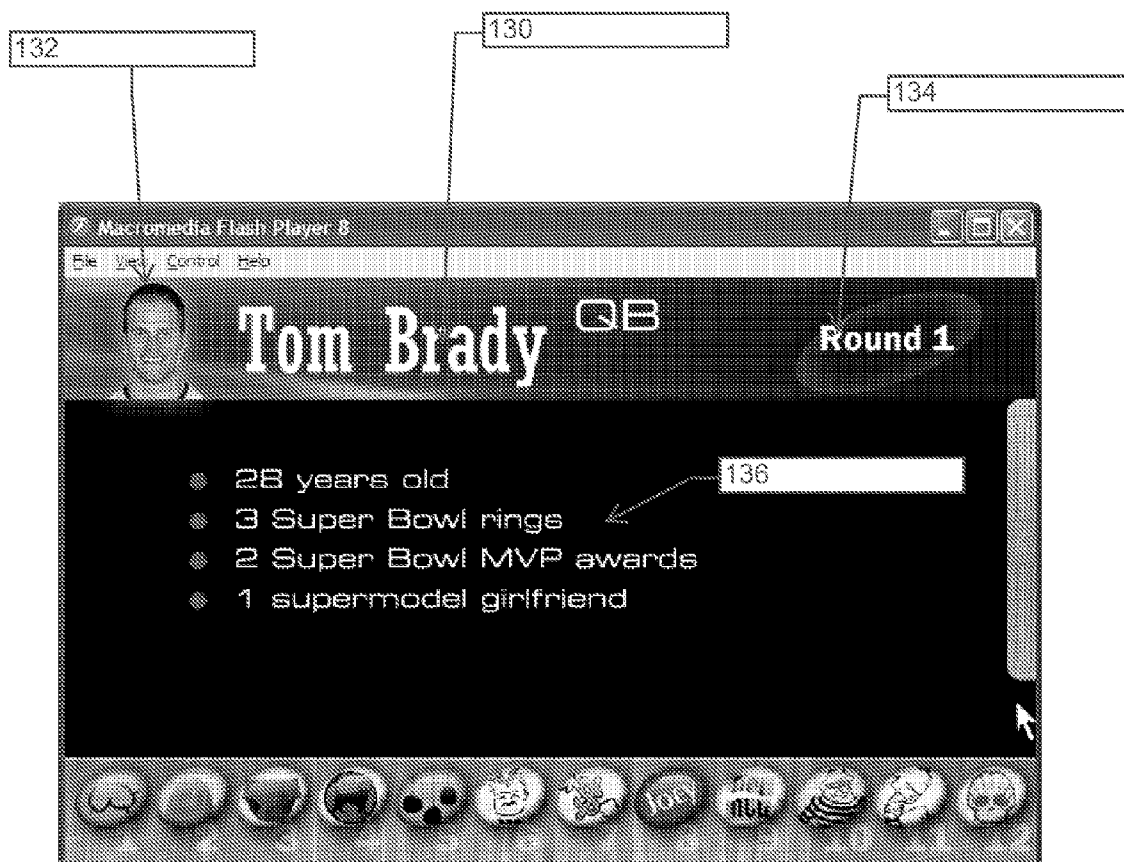 130
132
134
Macromedia Flash Player 8
File View Control Help
Tom Brady QB
Round 1
28 years old
136
3 Super Bowl rings
2 Super Bowl MVP awards
1 supermodel girlfriend
Joey